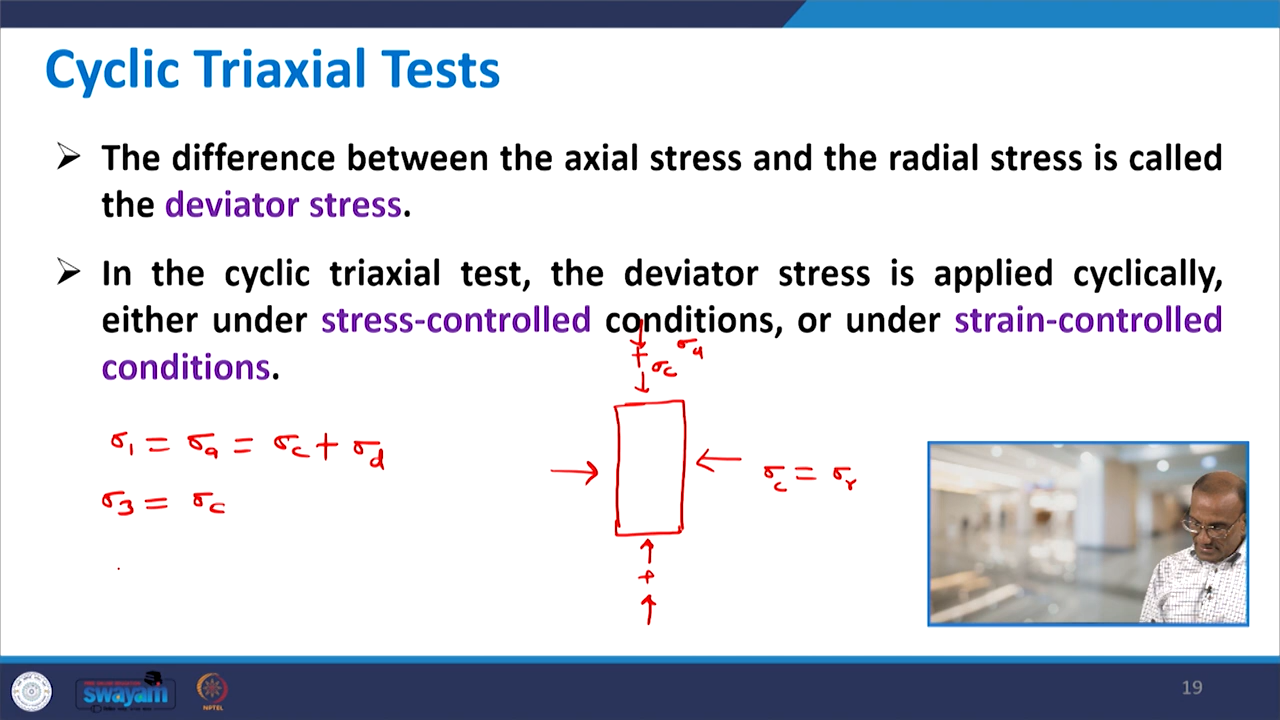 Cyclic Triaxial Tests
➢ The difference between the axial stress and the radial stress is called
the deviator stress.
➢ In the cyclic triaxial test, the deviator stress is applied cyclically,
either under stress-controlled conditions, or under strain-controlled
conditions.
σd
+ σc
σ1 = σa = σc + σd
σc = σr
σ3 = σc
+
swayam
NPTEL
19